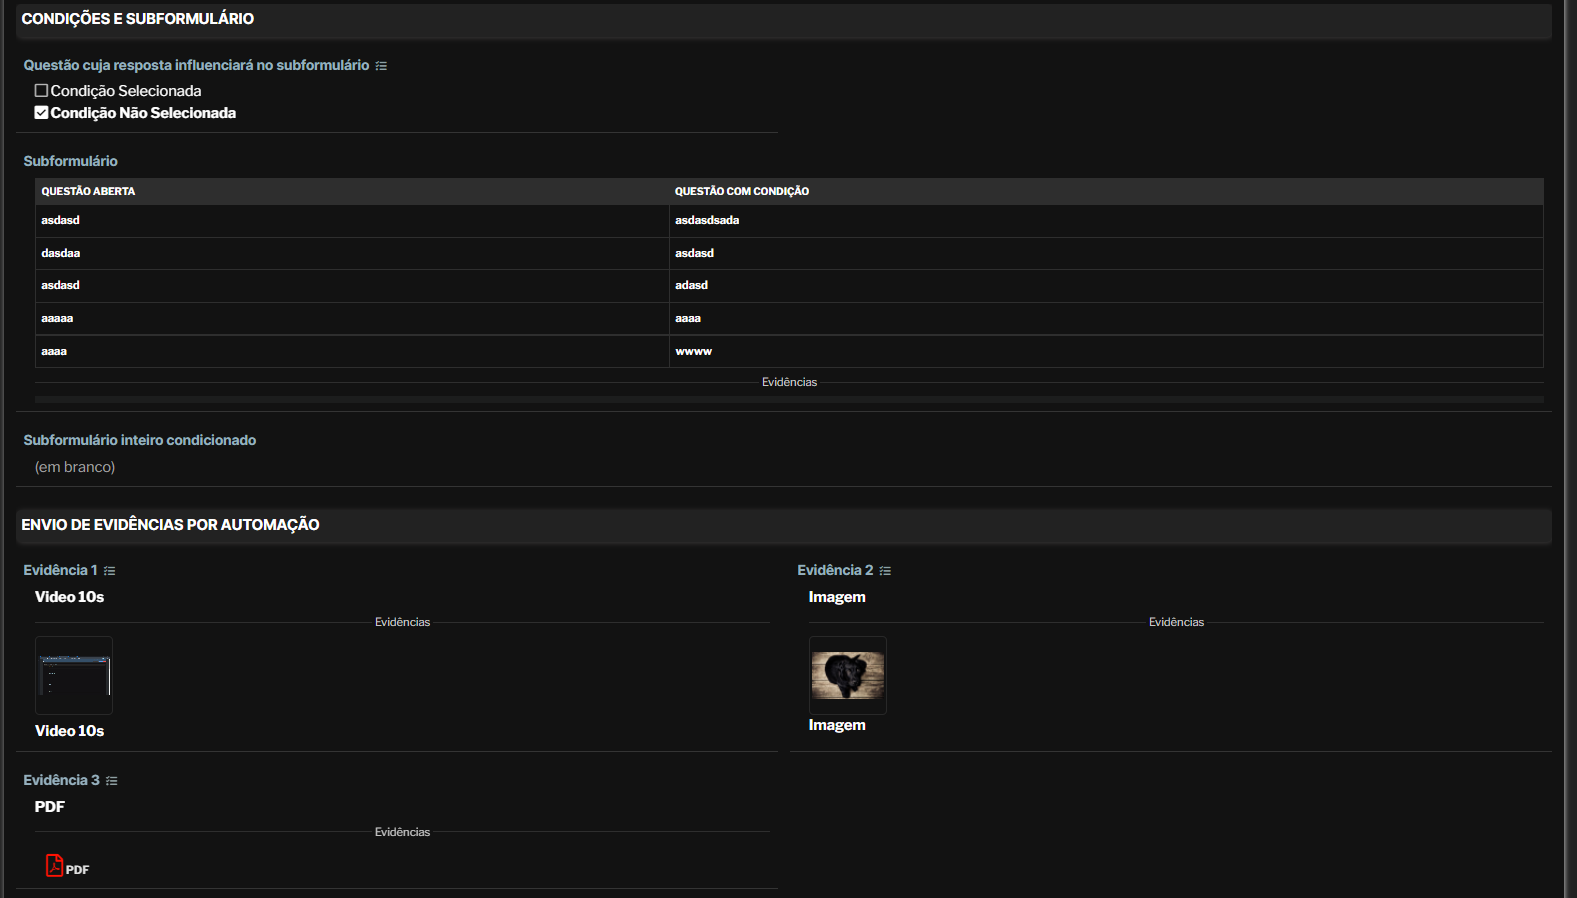 CONDIÇÕES E SUBFORMULÁRIO
Questão cuja resposta influenciará no subformulário
Condição Selecionada
Condição Não Selecionada
Subformulário
QUESTÃO ABERTA QUESTÃO COM CONDIÇÃO
asdasd asdasdsada
dasdaa asdasd
asdasd adasd
aaaaa aaaa
aaaa wwww
Evidências
Subformulário inteiro condicionado
(em branco)
ENVIO DE EVIDÊNCIAS POR AUTOMAÇÃO
Evidência 1 Evidência 2
Video 10s Imagem
Evidências Evidências
Video 10s Imagem
Evidência 3
PDF
Evidências
PDF